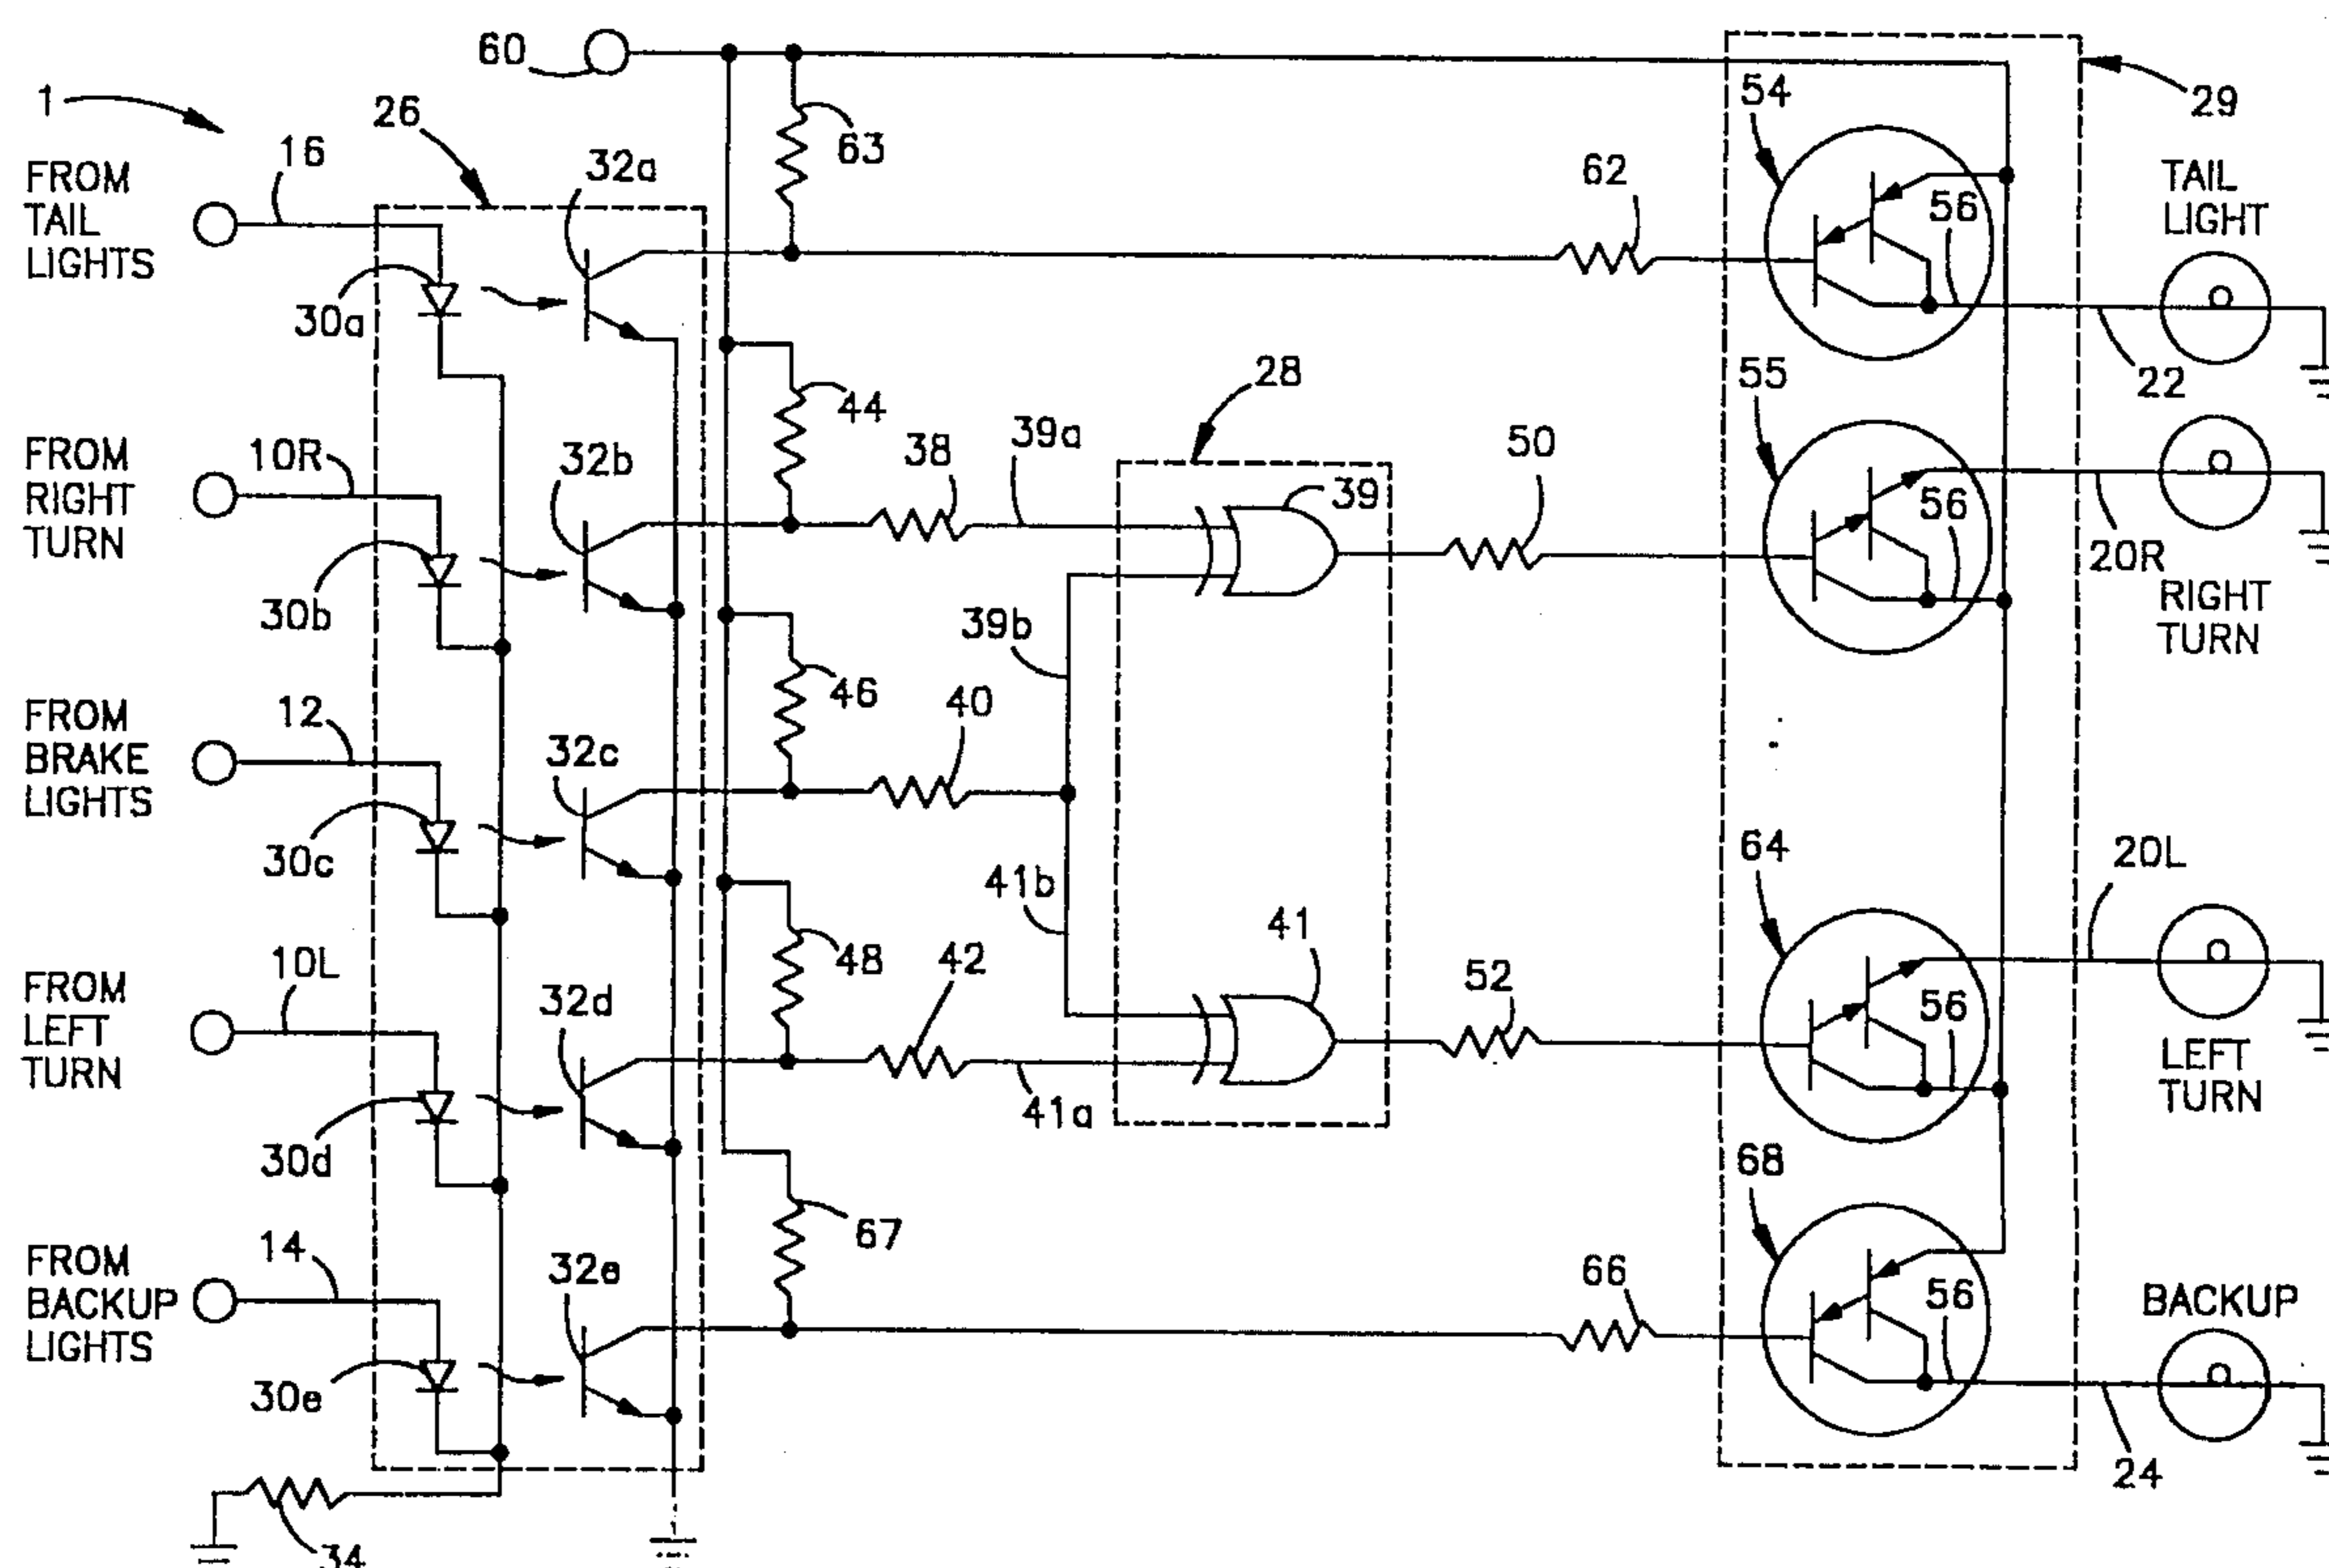 60
1
26
54
29
FROM
TAIL
LIGHTS
16
32a
63
62
56
TAIL
LIGHT
30a
22
28
55
44
FROM
RIGHT
TURN
10R
32b
38
39a
39
50
56
20R
RIGHT
TURN
30b
39b
46
40
FROM
BRAKE
LIGHTS
12
32c
30c
41b
64
20L
FROM
LEFT
TURN
10L
32d
48
42
41
52
56
LEFT
TURN
30d
41a
68
67
FROM
BACKUP
LIGHTS
14
32e
66
56
BACKUP
30e
24
34